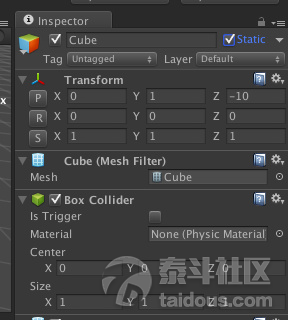 Inspector
Cube Static
Tag Untagged Layer Default
Transform
P X 0 Y 1 Z -10
R X 0 Y 0 Z 0
S X 1 Y 1 Z 1
Cube (Mesh Filter)
Mesh Cube
Box Collider
Is Trigger
Material None (Physic Material
Center
X 0 Y 0 Z 0
Size
X 1 Y 1 Z 1
泰斗社区
taidous.com